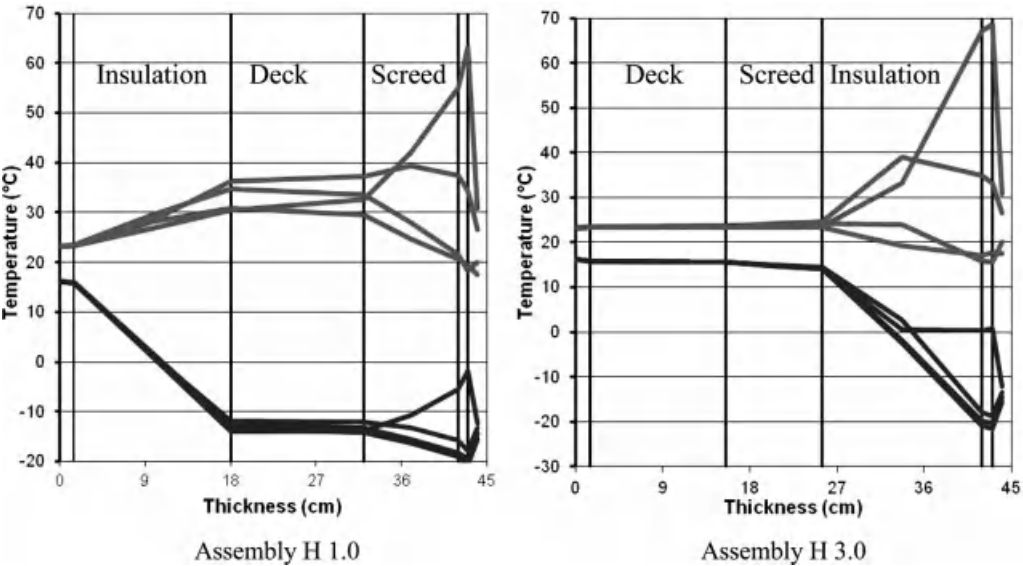 70
60
50
40
30
20
10
0
-10
-20
Temperature (°C)
Insulation Deck Screed
0 9 18 27 36 45
Thickness (cm)
Assembly H 1.0
70
60
50
40
30
20
10
0
-10
-20
-30
Temperature (°C)
Deck Screed Insulation
0 9 18 27 36 45
Thickness (cm)
Assembly H 3.0